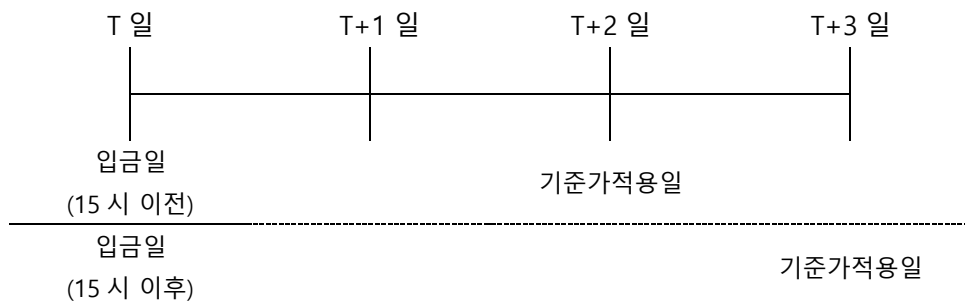 T 일 T+1 일 T+2 일 T+3 일
입금일
(15 시 이전)
기준가적용일
입금일
(15 시 이후)
기준가적용일